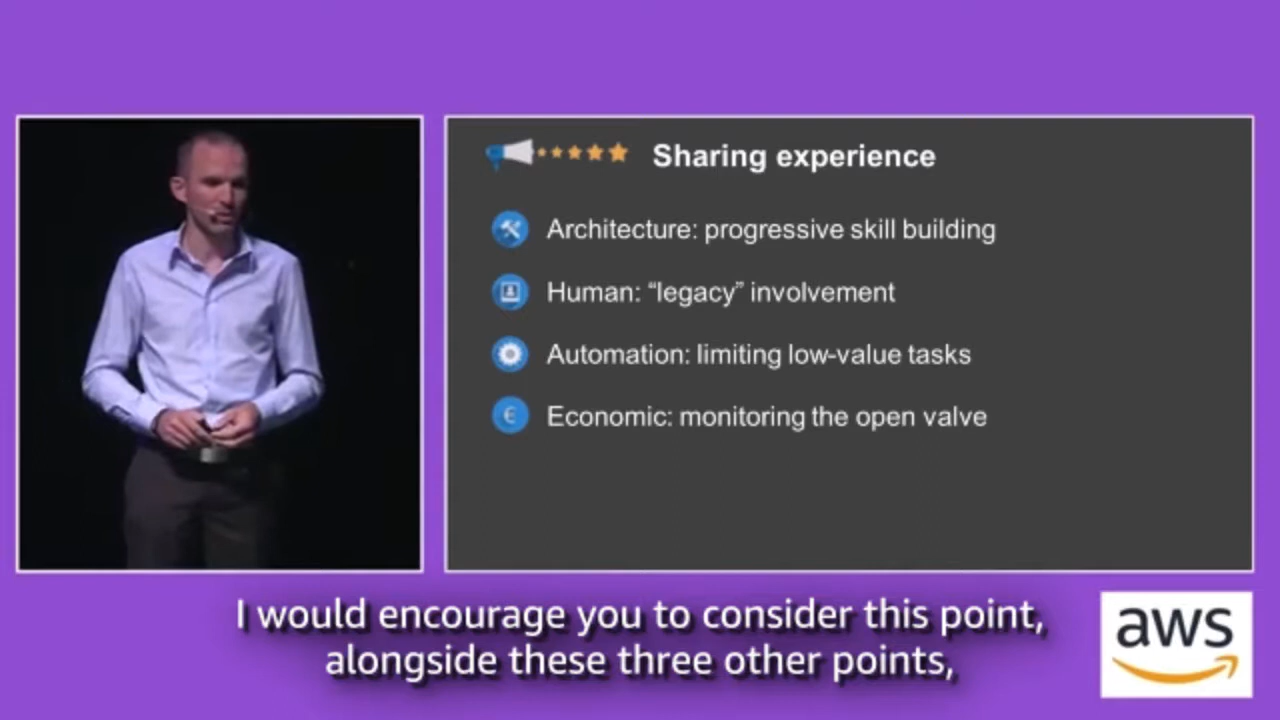 Sharing experience
Architecture: progressive skill building
Human: “legacy” involvement
Automation: limiting low-value tasks
€
Economic: monitoring the open valve
I would encourage you to consider this point,
alongside these three other points,
aws